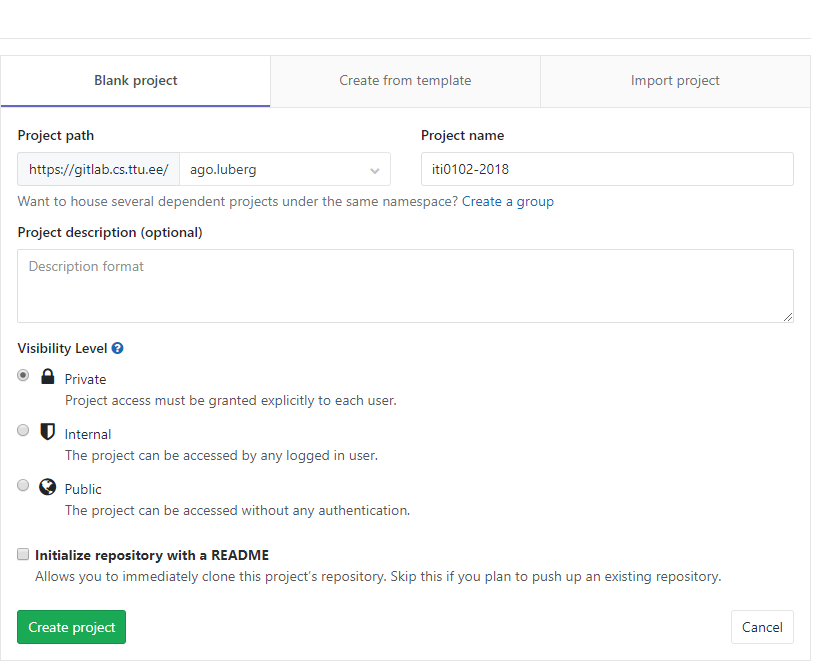 Blank project
Create from template
Import project
Project path
Project name
https://gitlab.cs.ttu.ee/
ago.luberg
iti0102-2018
Want to house several dependent projects under the same namespace? Create a group
Project description (optional)
Description format
Visibility Level ?
Private
Project access must be granted explicitly to each user.
Internal
The project can be accessed by any logged in user.
Public
The project can be accessed without any authentication.
Initialize repository with a README
Allows you to immediately clone this project’s repository. Skip this if you plan to push up an existing repository.
Create project
Cancel